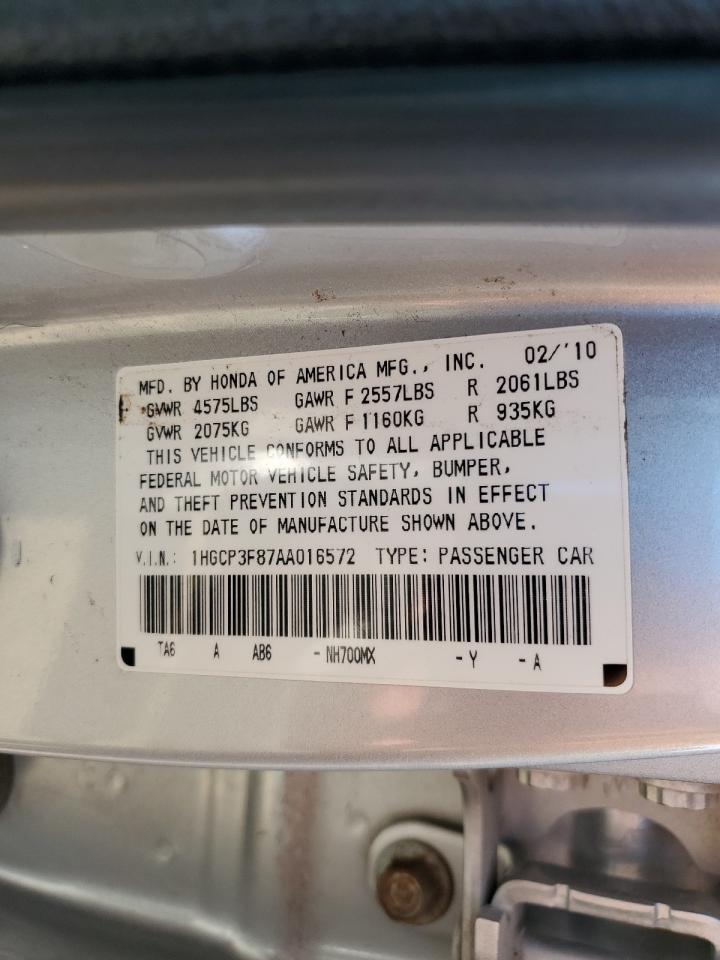 MFD. BY HONDA OF AMERICA MFG., INC. 02/'10
GVWR 4575LBS GAWR F 2557LBS R 2061LBS
GVWR 2075KG GAWR F 1160KG R 935KG
THIS VEHICLE CONFORMS TO ALL APPLICABLE
FEDERAL MOTOR VEHICLE SAFETY, BUMPER,
AND THEFT PREVENTION STANDARDS IN EFFECT
ON THE DATE OF MANUFACTURE SHOWN ABOVE.
V.I.N.: 1HGCP3F87AA016572 TYPE: PASSENGER CAR
TA6 A AB6 - NH700MX - Y - A